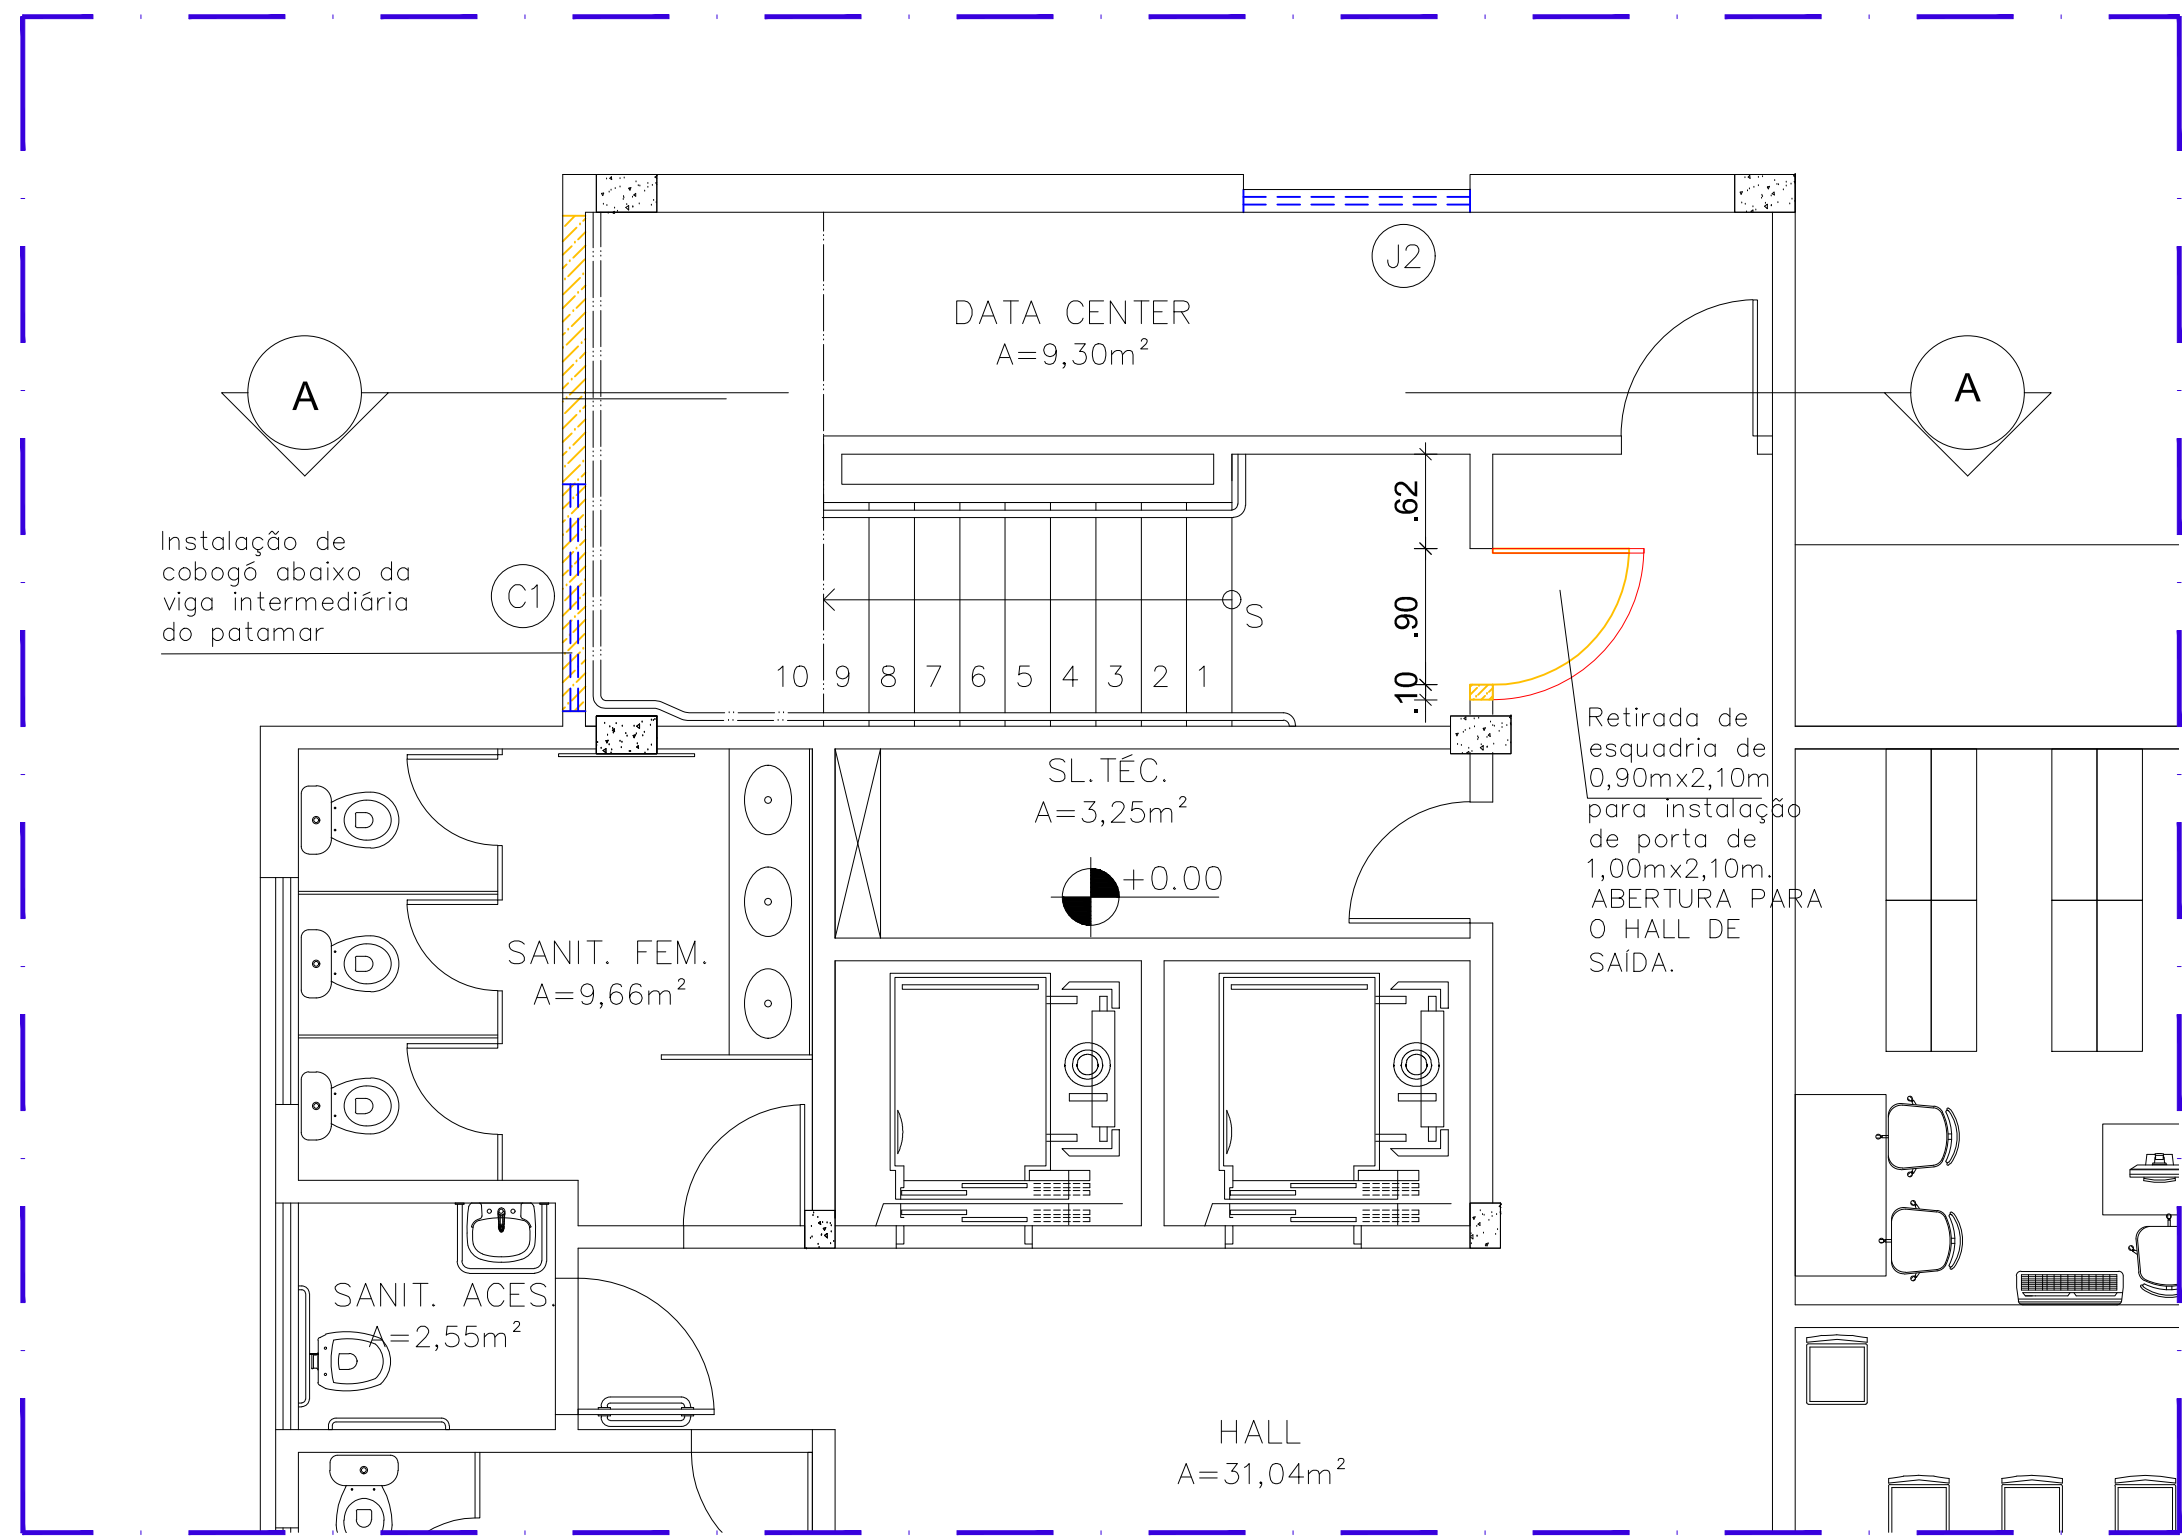 J2
DATA CENTER
A=9,30m²
A
A
.62
.90
.10
Instalação de
cobogó abaixo da
viga intermediária
do patamar
C1
S
10 9 8 7 6 5 4 3 2 1
Retirada de
esquadria de
0,90mx2,10m
para instalação
de porta de
1,00mx2,10m.
ABERTURA PARA
O HALL DE
SAÍDA.
SL.TÉC.
A=3,25m²
+0.00
SANIT. FEM.
A=9,66m²
SANIT. ACES.
A=2,55m²
HALL
A=31,04m²